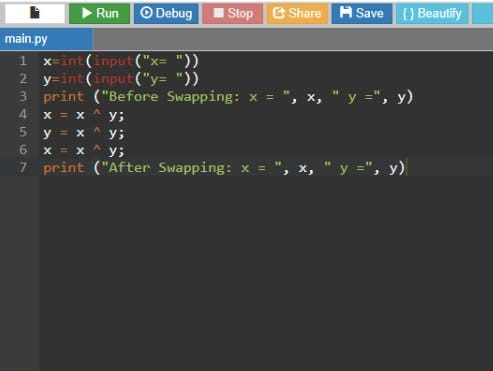 Run Debug Stop Share Save { } Beautify
main.py
1 x=int(input("x= "))
2 y=int(input("y= "))
3 print ("Before Swapping: x = ", x, " y =", y)
4 x = x ^ y;
5 y = x ^ y;
6 x = x ^ y;
7 print ("After Swapping: x = ", x, " y =", y)